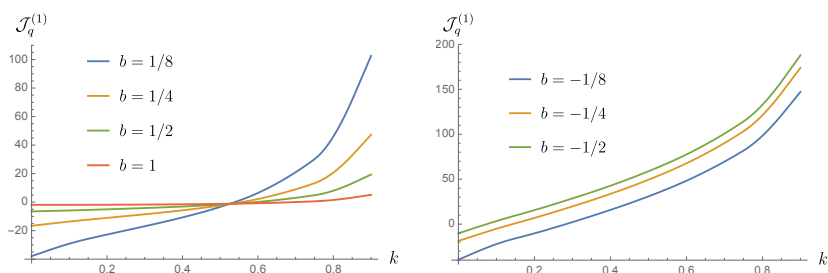 𝒥_q^(1)
100
80
60
40
20
0
−20
0.2 0.4 0.6 0.8 k
b = 1/8
b = 1/4
b = 1/2
b = 1
𝒥_q^(1)
200
150
100
50
0
0.2 0.4 0.6 0.8 k
b = −1/8
b = −1/4
b = −1/2